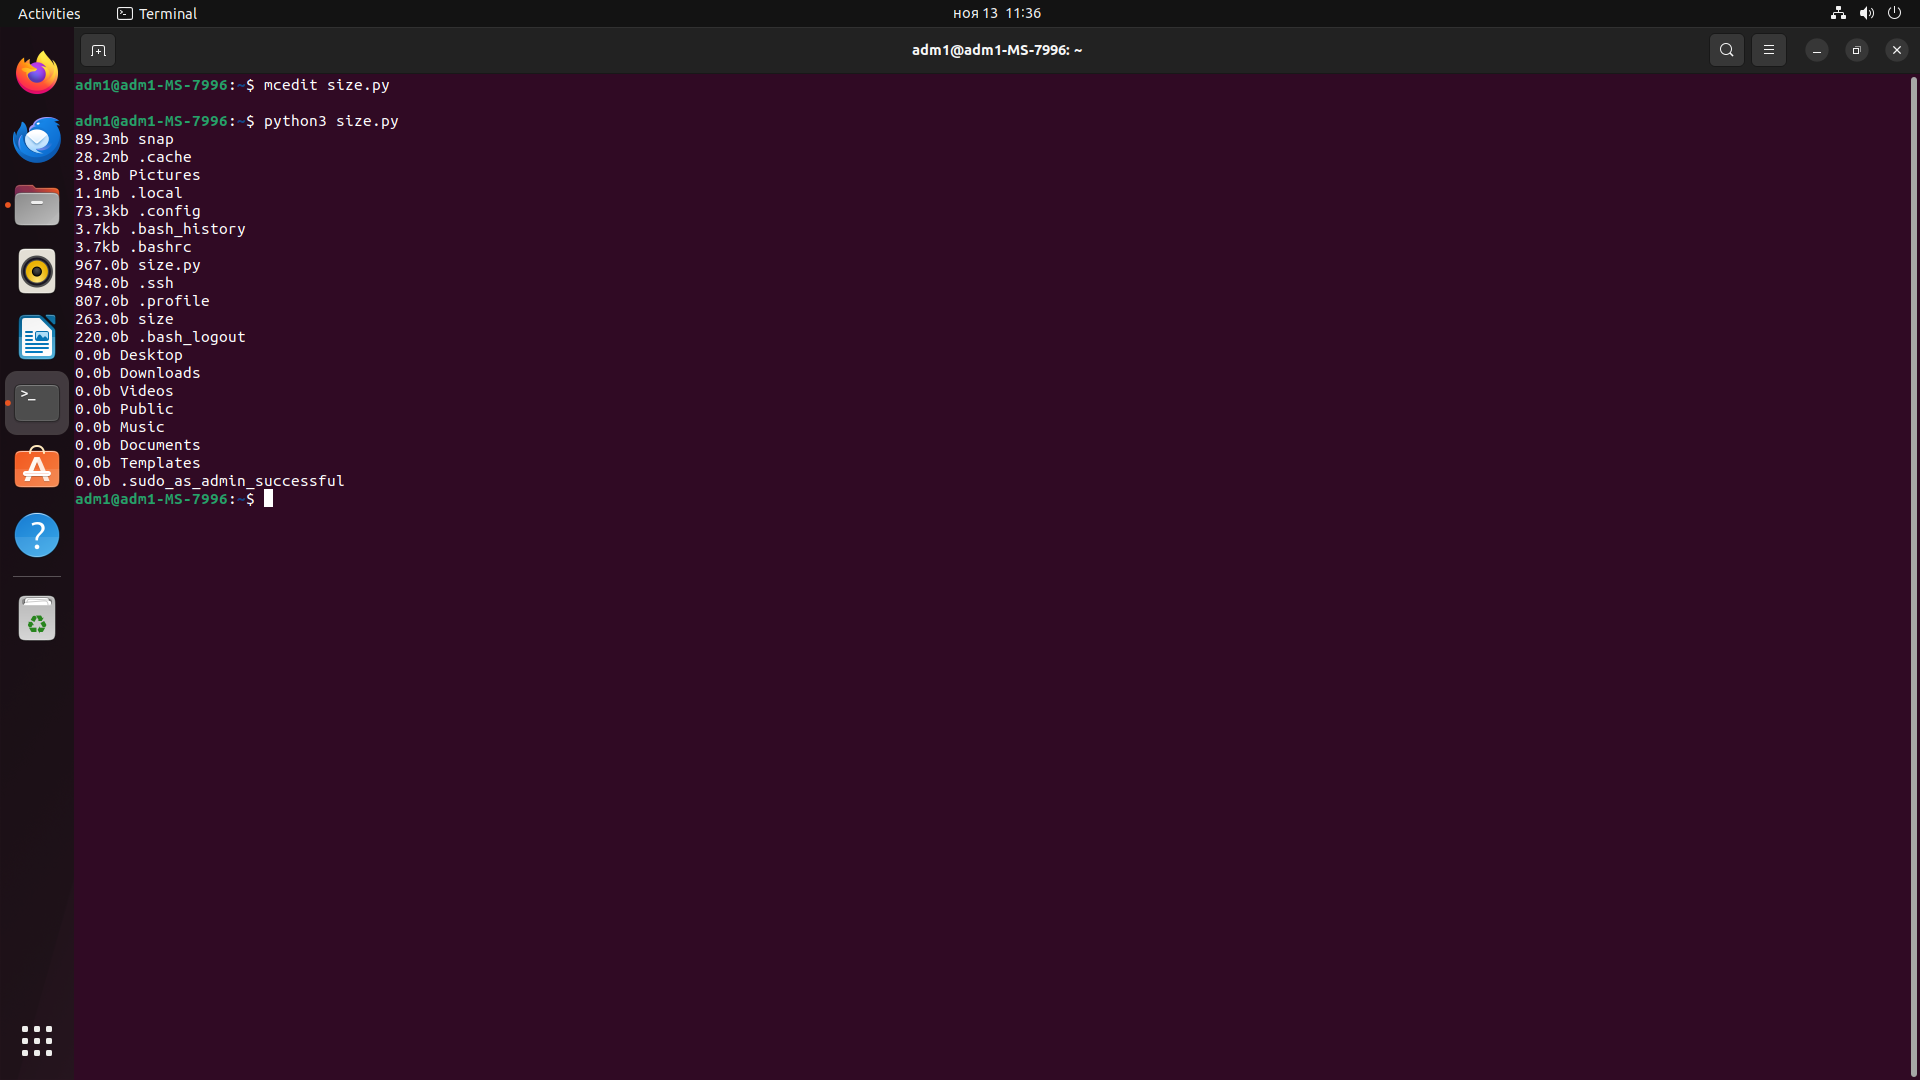 Activities
Terminal
ноя 13 11:36
adm1@adm1-MS-7996: ~
adm1@adm1-MS-7996:~$ mcedit size.py
adm1@adm1-MS-7996:~$ python3 size.py
89.3mb snap
28.2mb .cache
3.8mb Pictures
1.1mb .local
73.3kb .config
3.7kb .bash_history
3.7kb .bashrc
967.0b size.py
948.0b .ssh
807.0b .profile
263.0b size
220.0b .bash_logout
0.0b Desktop
0.0b Downloads
0.0b Videos
0.0b Public
0.0b Music
0.0b Documents
0.0b Templates
0.0b .sudo_as_admin_successful
adm1@adm1-MS-7996:~$